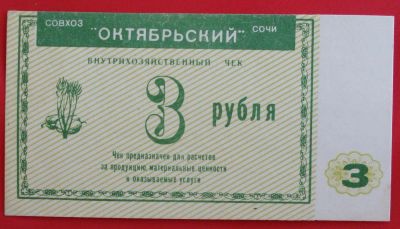 СОВХОЗ "ОКТЯБРЬСКИЙ" СОЧИ
ВНУТРИХОЗЯЙСТВЕННЫЙ ЧЕК
3 рубля
Чек предназначен для расчетов
за продукцию материальные ценности
и оказываемые услуги
3